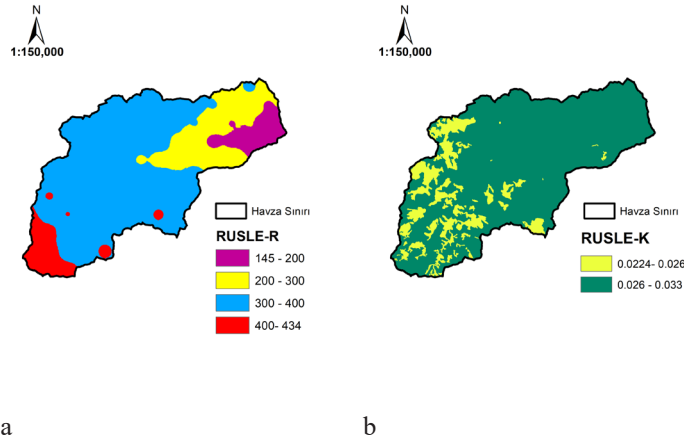 N
1:150,000
Havza Sınırı
RUSLE-R
145 - 200
200 - 300
300 - 400
400- 434
a
N
1:150,000
Havza Sınırı
RUSLE-K
0.0224- 0.026
0.026 - 0.033
b